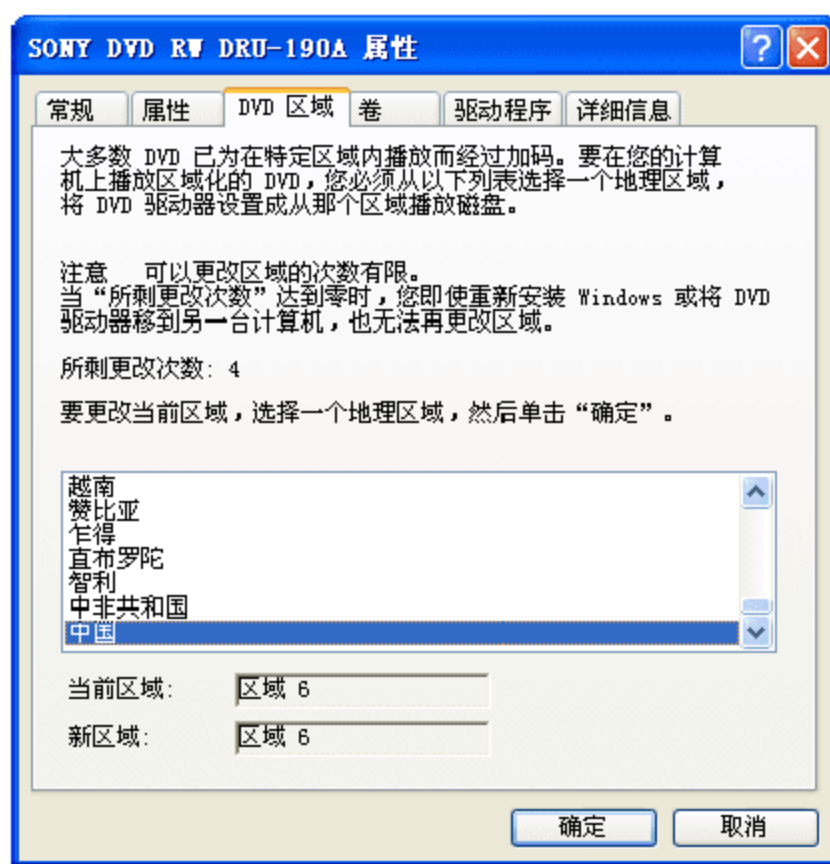 SONY DVD RW DRU-190A 属性
常规 属性 DVD 区域 卷 驱动程序 详细信息
大多数 DVD 已为在特定区域内播放而经过加码。要在您的计算
机上播放区域化的 DVD，您必须从以下列表选择一个地理区域，
将 DVD 驱动器设置成从那个区域播放磁盘。
注意 可以更改区域的次数有限。
当“所剩更改次数”达到零时，您即使重新安装 Windows 或将 DVD
驱动器移到另一台计算机，也无法再更改区域。
所剩更改次数: 4
要更改当前区域，选择一个地理区域，然后单击“确定”。
越南
赞比亚
乍得
直布罗陀
智利
中非共和国
中国
当前区域: 区域 6
新区域: 区域 6
确定 取消